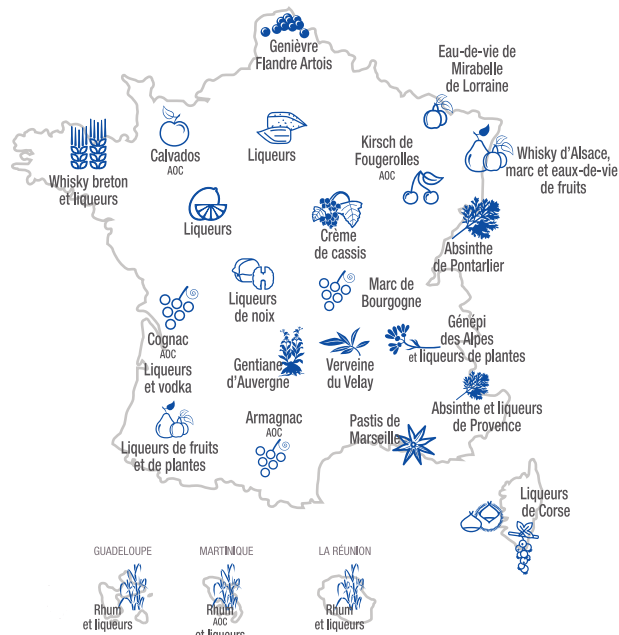 Genièvre
Flandre Artois
Eau-de-vie de
Mirabelle
de Lorraine
Calvados
AOC
Liqueurs
Kirsch de
Fougerolles
AOC
Whisky d'Alsace,
marc et eaux-de-vie
de fruits
Whisky breton
et liqueurs
Liqueurs
Crème
de cassis
Absinthe
de Pontarlier
Liqueurs
de noix
Marc de
Bourgogne
Cognac
AOC
Liqueurs
et vodka
Gentiane
d'Auvergne
Verveine
du Velay
Génépi
des Alpes
et liqueurs de plantes
Absinthe et liqueurs
de Provence
Liqueurs de fruits
et de plantes
Armagnac
AOC
Pastis de
Marseille
Liqueurs
de Corse
GUADELOUPE
Rhum
et liqueurs
MARTINIQUE
Rhum
AOC
et liqueurs
LA RÉUNION
Rhum
et liqueurs